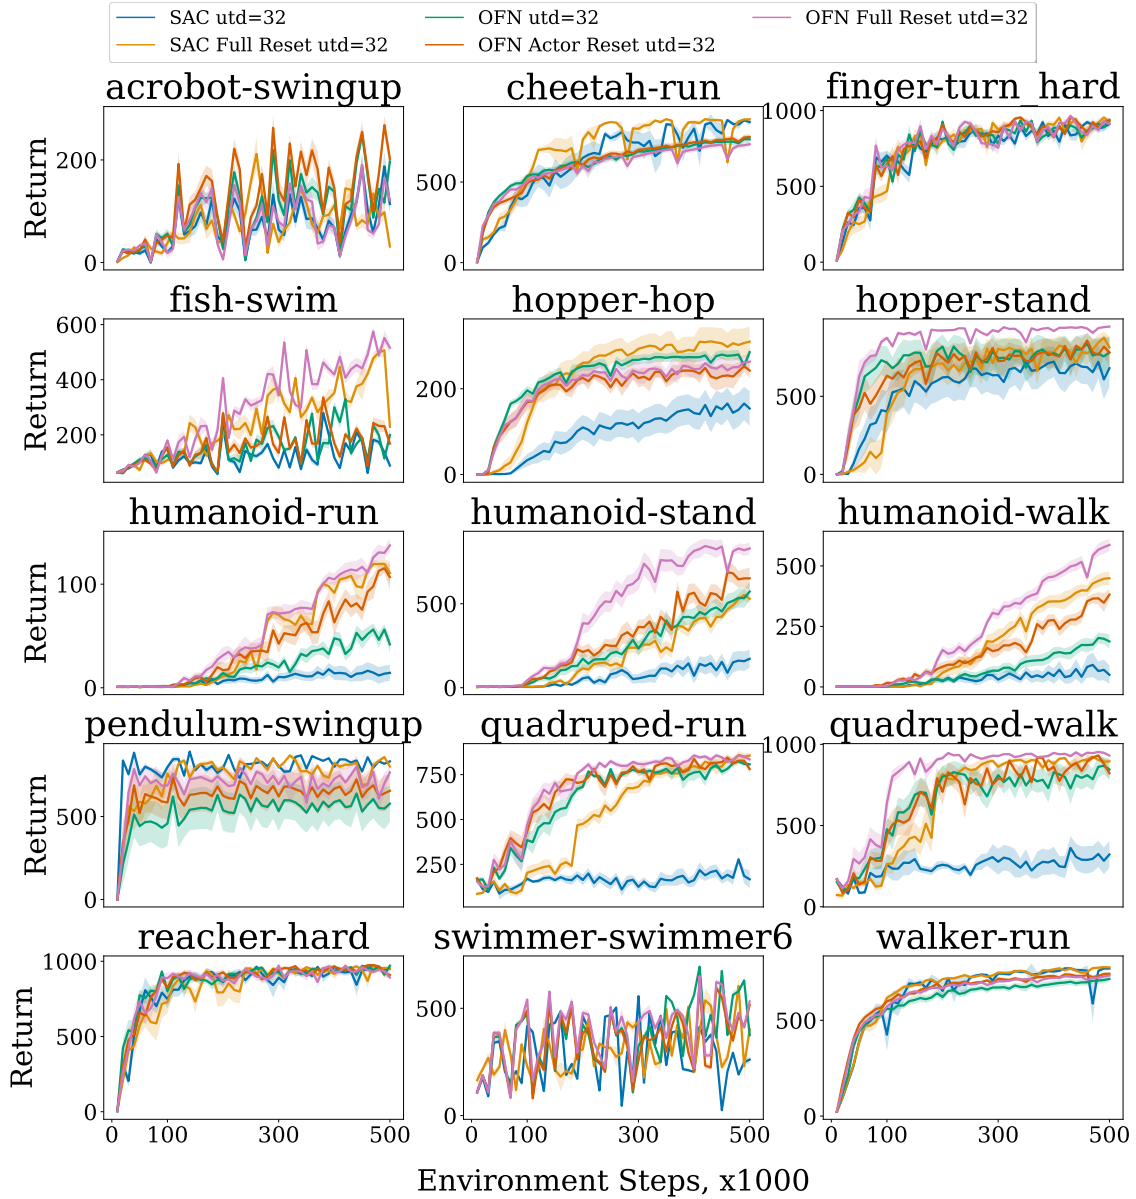 SAC utd=32 OFN utd=32 OFN Full Reset utd=32
SAC Full Reset utd=32 OFN Actor Reset utd=32
acrobot-swingup cheetah-run finger-turn_hard
Return
200
0
500
0
1000
500
0
fish-swim hopper-hop hopper-stand
Return
600
400
200
200
0
500
0
humanoid-run humanoid-stand humanoid-walk
Return
100
0
500
0
500
250
0
pendulum-swingup quadruped-run quadruped-walk
Return
500
0
750
500
250
1000
500
0
reacher-hard swimmer-swimmer6 walker-run
Return
1000
500
0
500
0
500
0
0 100 300 500 100 300 500 0 100 300 500
Environment Steps, x1000